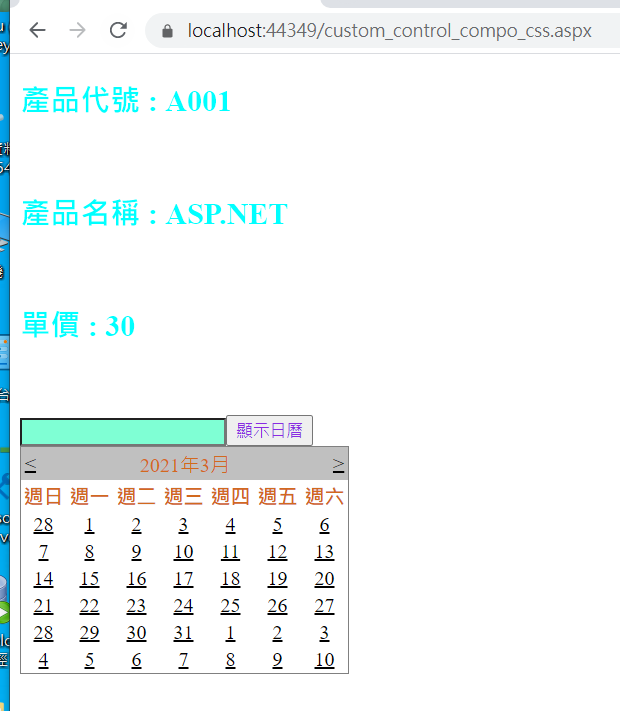 localhost:44349/custom_control_compo_css.aspx
產品代號 : A001
產品名稱 : ASP.NET
單價 : 30
顯示日曆
< 2021年3月 >
週日 週一 週二 週三 週四 週五 週六
28 1 2 3 4 5 6
7 8 9 10 11 12 13
14 15 16 17 18 19 20
21 22 23 24 25 26 27
28 29 30 31 1 2 3
4 5 6 7 8 9 10